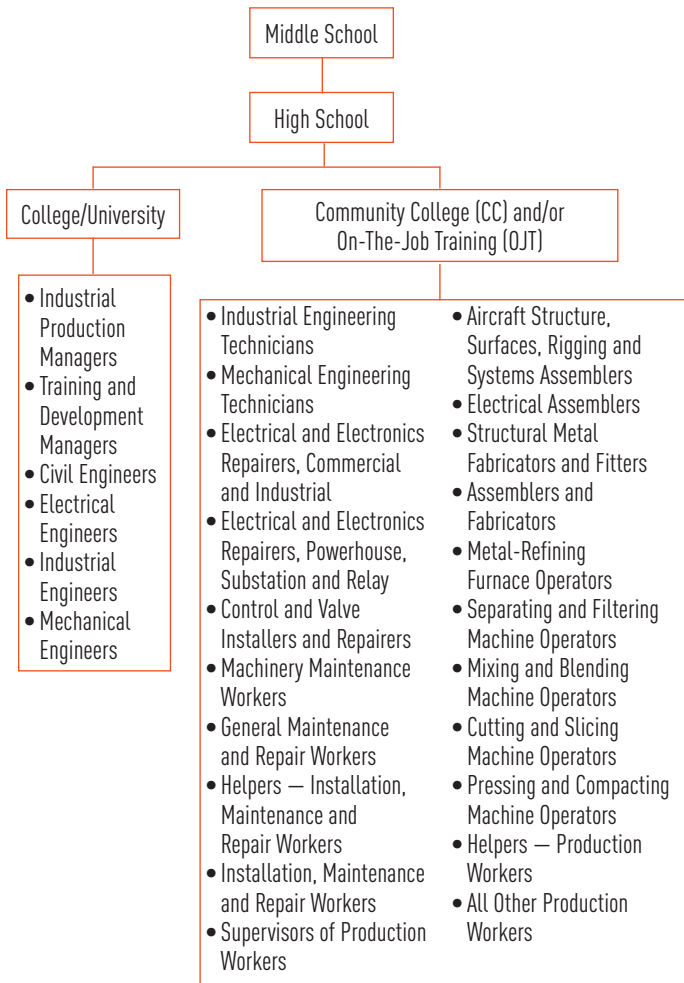 Middle School
High School
College/University
Community College (CC) and/or
On-The-Job Training (OJT)
• Industrial
Production
Managers
• Training and
Development
Managers
• Civil Engineers
• Electrical
Engineers
• Industrial
Engineers
• Mechanical
Engineers
• Industrial Engineering
Technicians
• Mechanical Engineering
Technicians
• Electrical and Electronics
Repairers, Commercial
and Industrial
• Electrical and Electronics
Repairers, Powerhouse,
Substation and Relay
• Control and Valve
Installers and Repairers
• Machinery Maintenance
Workers
• General Maintenance
and Repair Workers
• Helpers — Installation,
Maintenance and
Repair Workers
• Installation, Maintenance
and Repair Workers
• Supervisors of Production
Workers
• Aircraft Structure,
Surfaces, Rigging and
Systems Assemblers
• Electrical Assemblers
• Structural Metal
Fabricators and Fitters
• Assemblers and
Fabricators
• Metal-Refining
Furnace Operators
• Separating and Filtering
Machine Operators
• Mixing and Blending
Machine Operators
• Cutting and Slicing
Machine Operators
• Pressing and Compacting
Machine Operators
• Helpers — Production
Workers
• All Other Production
Workers